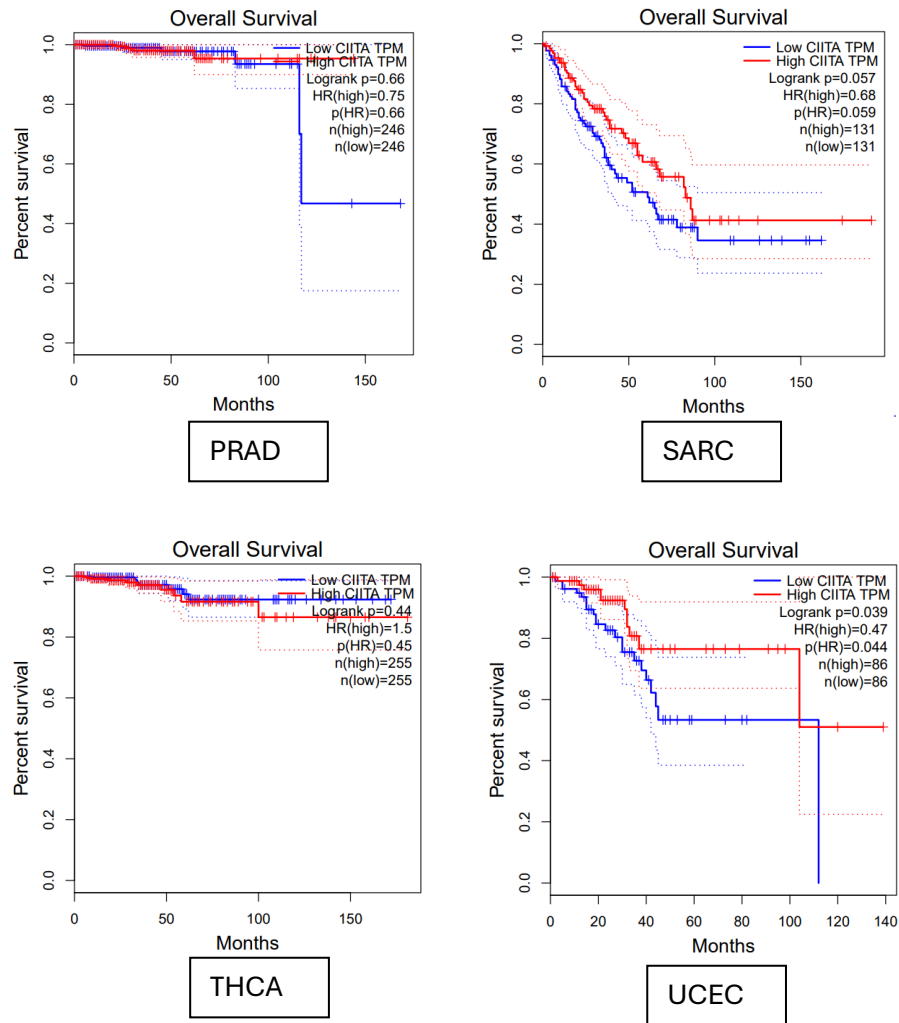 Overall Survival
Low CIITA TPM
High CIITA TPM
Logrank p=0.66
HR(high)=0.75
p(HR)=0.66
n(high)=246
n(low)=246
Percent survival
1.0
0.8
0.6
0.4
0.2
0.0
0 50 100 150
Months
PRAD
Overall Survival
Low CIITA TPM
High CIITA TPM
Logrank p=0.057
HR(high)=0.68
p(HR)=0.059
n(high)=131
n(low)=131
Percent survival
1.0
0.8
0.6
0.4
0.2
0.0
0 50 100 150
Months
SARC
Overall Survival
Low CIITA TPM
High CIITA TPM
Logrank p=0.44
HR(high)=1.5
p(HR)=0.45
n(high)=255
n(low)=255
Percent survival
1.0
0.8
0.6
0.4
0.2
0.0
0 50 100 150
Months
THCA
Overall Survival
Low CIITA TPM
High CIITA TPM
Logrank p=0.039
HR(high)=0.47
p(HR)=0.044
n(high)=86
n(low)=86
Percent survival
1.0
0.8
0.6
0.4
0.2
0.0
0 20 40 60 80 100 120 140
Months
UCEC